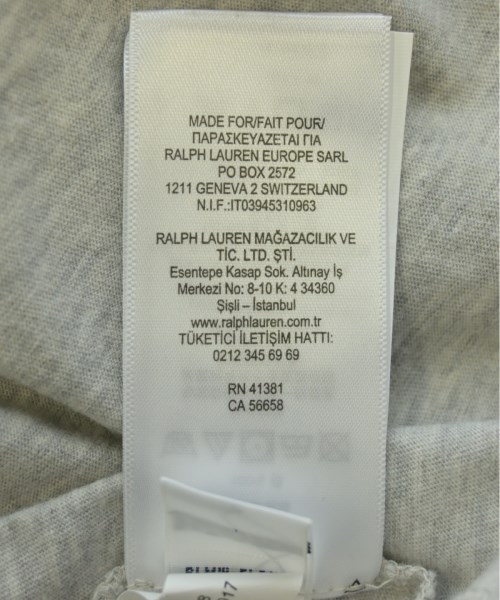 MADE FOR/FAIT POUR/
ΠΑΡΑΣΚΕΥΑΖΕΤΑΙ ΓΙΑ
RALPH LAUREN EUROPE SARL
PO BOX 2572
1211 GENEVA 2 SWITZERLAND
N.I.F.:IT03945310963
RALPH LAUREN MAĞAZACILIK VE
TİC. LTD. ŞTİ.
Esentepe Kasap Sok. Altınay İş
Merkezi No: 8-10 K: 4 34360
Şişli – İstanbul
www.ralphlauren.com.tr
TÜKETİCİ İLETİŞİM HATTI:
0212 345 69 69
RN 41381
CA 56658